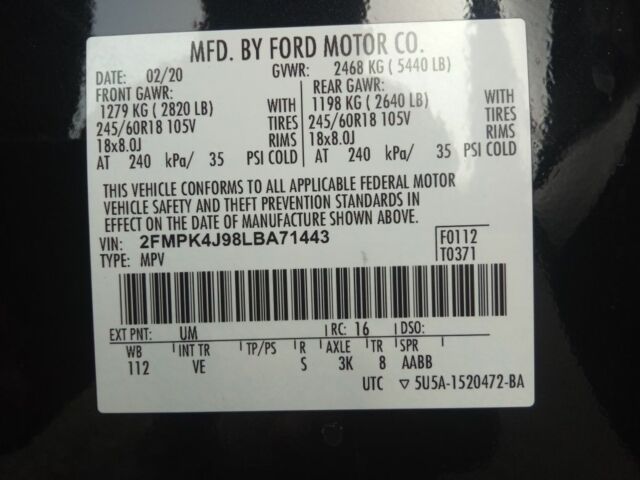 MFD. BY FORD MOTOR CO.
DATE: 02/20 GVWR: 2468 KG ( 5440 LB)
FRONT GAWR: REAR GAWR:
1279 KG ( 2820 LB) WITH 1198 KG ( 2640 LB) WITH
245/60R18 105V TIRES 245/60R18 105V TIRES
18x8.0J RIMS 18x8.0J RIMS
AT 240 kPa/ 35 PSI COLD AT 240 kPa/ 35 PSI COLD
THIS VEHICLE CONFORMS TO ALL APPLICABLE FEDERAL MOTOR
VEHICLE SAFETY AND THEFT PREVENTION STANDARDS IN
EFFECT ON THE DATE OF MANUFACTURE SHOWN ABOVE.
VIN: 2FMPK4J98LBA71443 F0112
TYPE: MPV T0371
EXT PNT: UM RC: 16 DSO:
WB INT TR TP/PS R AXLE TR SPR
112 VE S 3K 8 AABB
UTC ▽ 5U5A-1520472-BA